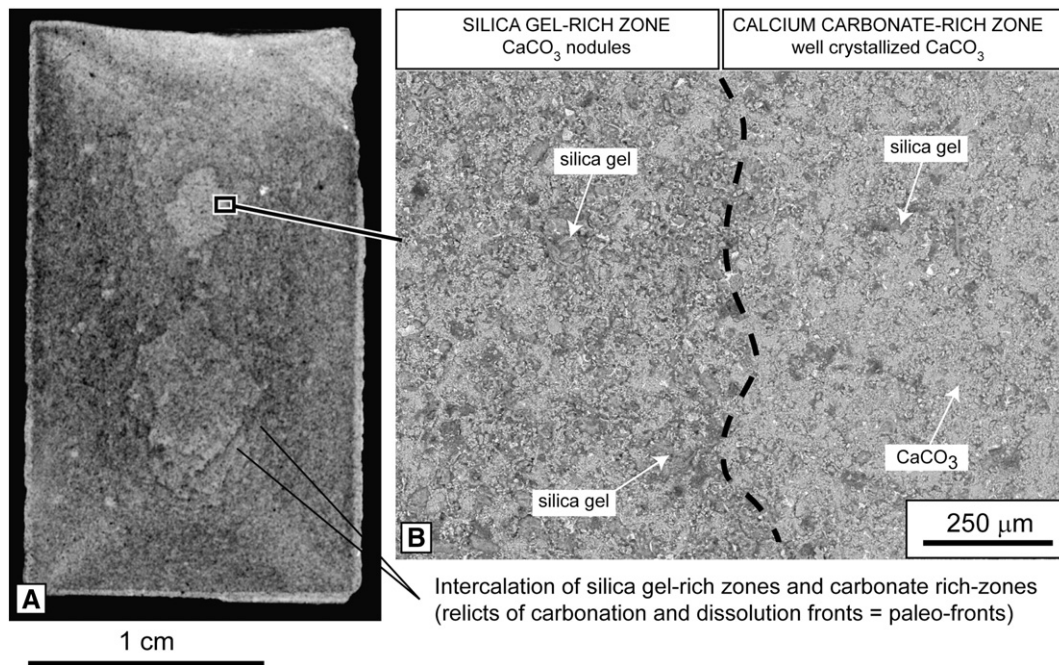 SILICA GEL-RICH ZONE
CaCO3 nodules
CALCIUM CARBONATE-RICH ZONE
well crystallized CaCO3
silica gel
silica gel
silica gel
CaCO3
250 μm
B
A
Intercalation of silica gel-rich zones and carbonate rich-zones
(relicts of carbonation and dissolution fronts = paleo-fronts)
1 cm